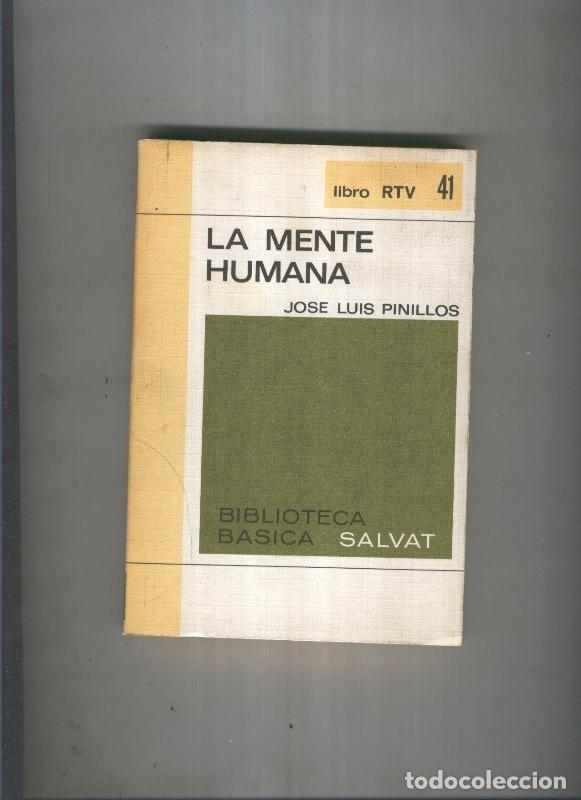 libro RTV 41
LA MENTE
HUMANA
JOSE LUIS PINILLOS
BIBLIOTECA
BASICA SALVAT
todocoleccion